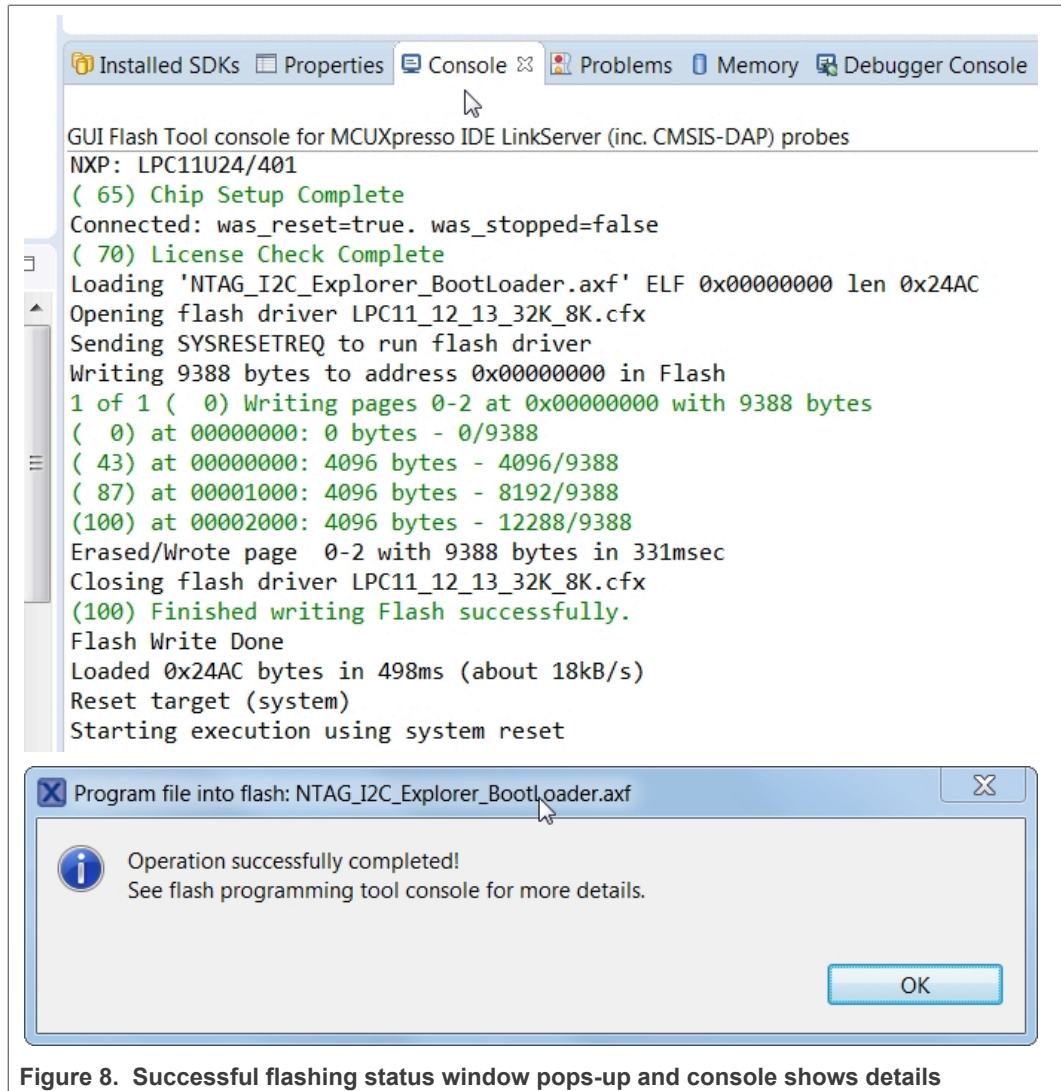 Installed SDKs Properties Console Problems Memory Debugger Console
GUI Flash Tool console for MCUXpresso IDE LinkServer (inc. CMSIS-DAP) probes
NXP: LPC11U24/401
( 65) Chip Setup Complete
Connected: was_reset=true. was_stopped=false
( 70) License Check Complete
Loading 'NTAG_I2C_Explorer_BootLoader.axf' ELF 0x00000000 len 0x24AC
Opening flash driver LPC11_12_13_32K_8K.cfx
Sending SYSRESETREQ to run flash driver
Writing 9388 bytes to address 0x00000000 in Flash
1 of 1 (  0) Writing pages 0-2 at 0x00000000 with 9388 bytes
(  0) at 00000000: 0 bytes - 0/9388
( 43) at 00000000: 4096 bytes - 4096/9388
( 87) at 00001000: 4096 bytes - 8192/9388
(100) at 00002000: 4096 bytes - 12288/9388
Erased/Wrote page  0-2 with 9388 bytes in 331msec
Closing flash driver LPC11_12_13_32K_8K.cfx
(100) Finished writing Flash successfully.
Flash Write Done
Loaded 0x24AC bytes in 498ms (about 18kB/s)
Reset target (system)
Starting execution using system reset
Program file into flash: NTAG_I2C_Explorer_BootLoader.axf
Operation successfully completed!
See flash programming tool console for more details.
OK
Figure 8. Successful flashing status window pops-up and console shows details